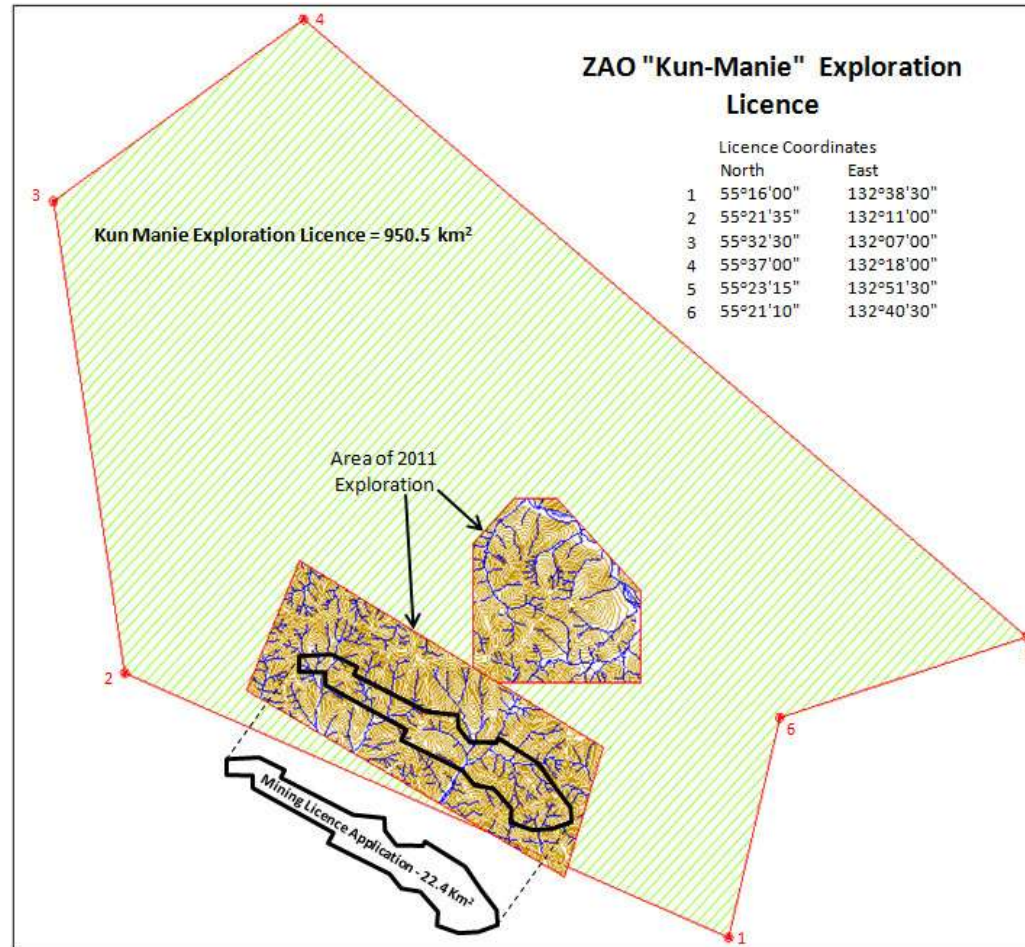 4
ZAO "Kun-Manie" Exploration
Licence
Licence Coordinates
North East
1 55°16'00" 132°38'30"
2 55°21'35" 132°11'00"
3 55°32'30" 132°07'00"
4 55°37'00" 132°18'00"
5 55°23'15" 132°51'30"
6 55°21'10" 132°40'30"
3
Kun Manie Exploration Licence = 950.5 km²
Area of 2011
Exploration
2
6
Mining Licence Application - 22.4 Km²
1